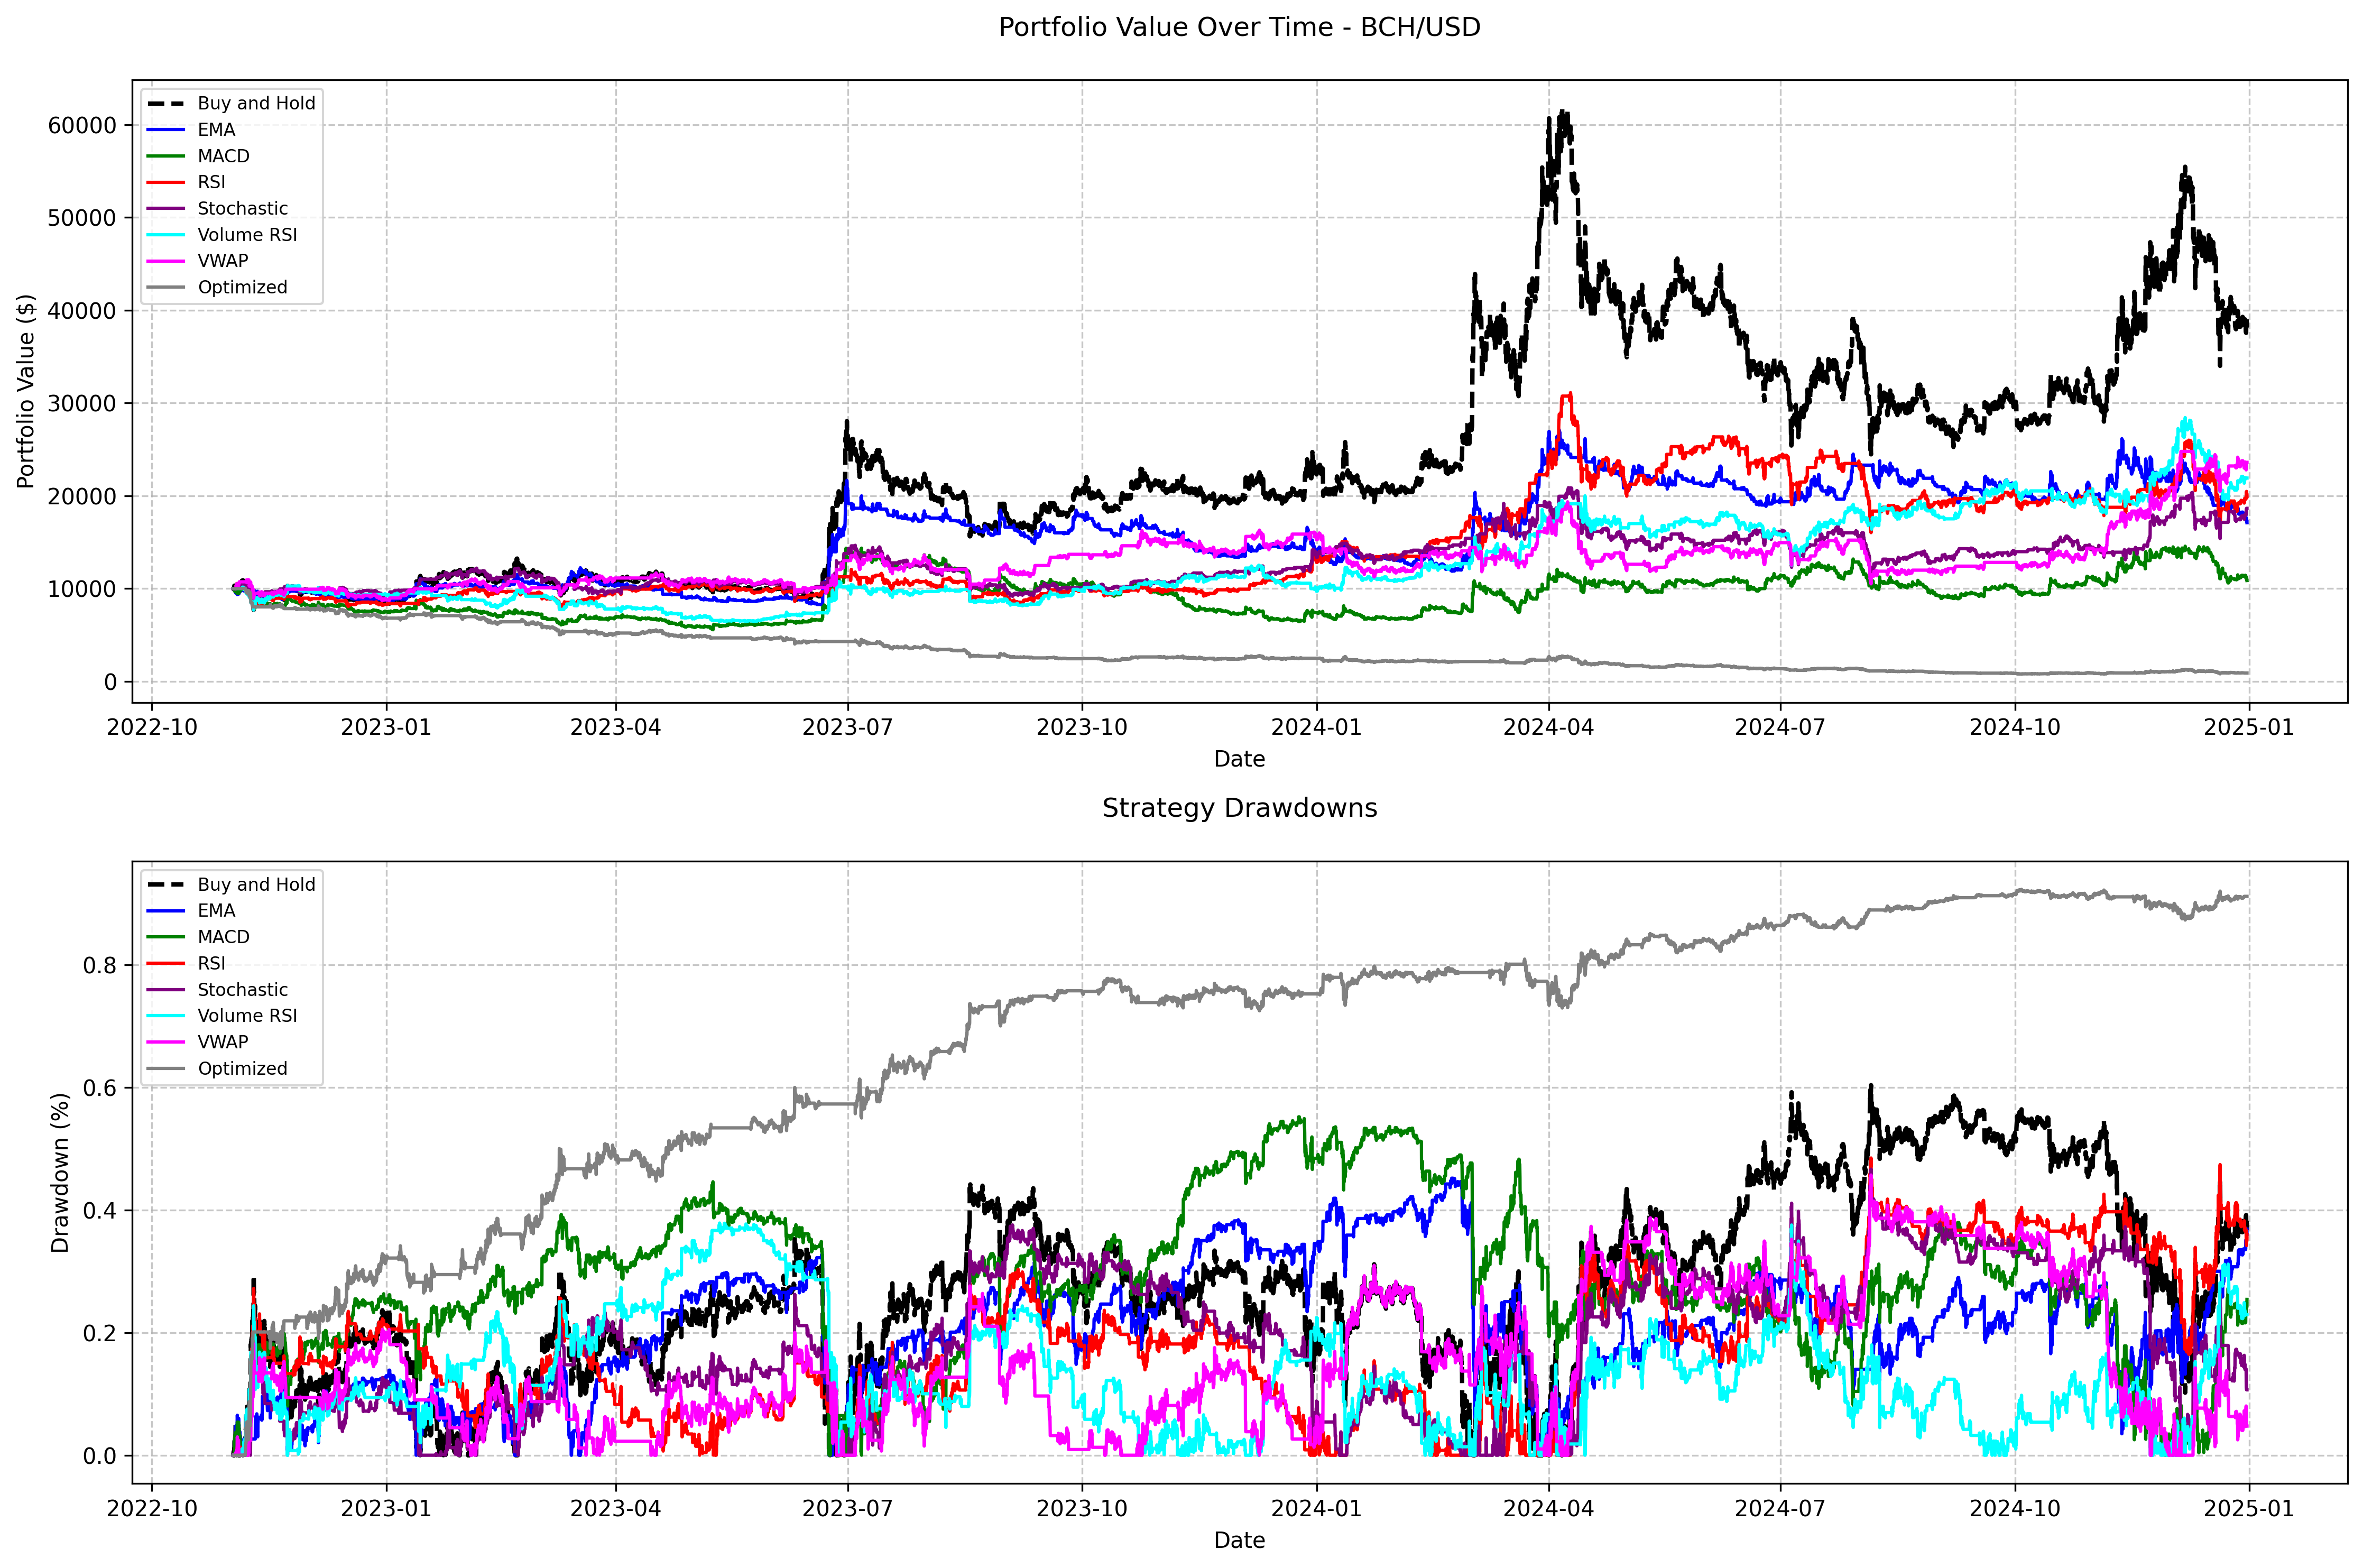 Portfolio Value Over Time - BCH/USD
Portfolio Value ($)
60000
50000
40000
30000
20000
10000
0
Buy and Hold
EMA
MACD
RSI
Stochastic
Volume RSI
VWAP
Optimized
2022-10 2023-01 2023-04 2023-07 2023-10 2024-01 2024-04 2024-07 2024-10 2025-01
Date
Strategy Drawdowns
Drawdown (%)
0.8
0.6
0.4
0.2
0.0
Buy and Hold
EMA
MACD
RSI
Stochastic
Volume RSI
VWAP
Optimized
2022-10 2023-01 2023-04 2023-07 2023-10 2024-01 2024-04 2024-07 2024-10 2025-01
Date